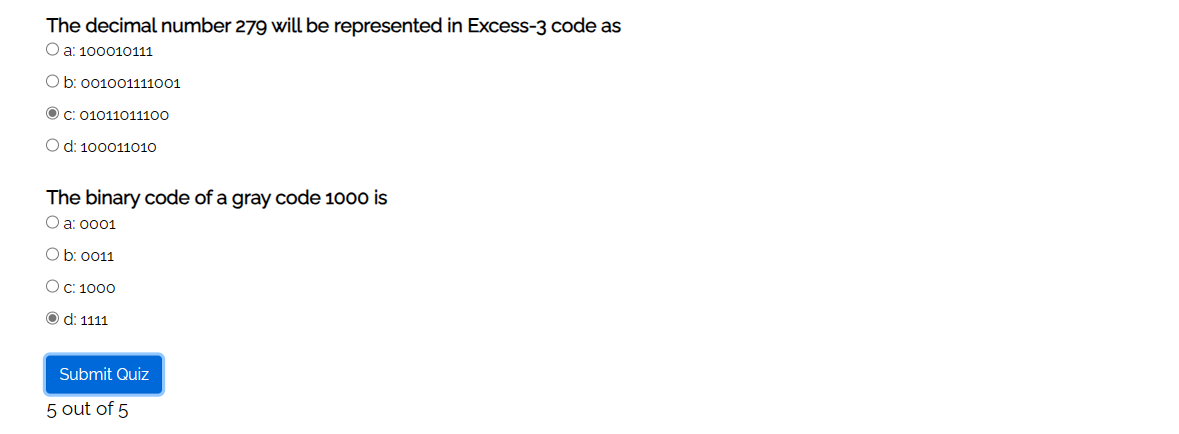 The decimal number 279 will be represented in Excess-3 code as
a: 100010111
b: 001001111001
c: 01011011100
d: 100011010
The binary code of a gray code 1000 is
a: 0001
b: 0011
c: 1000
d: 1111
Submit Quiz
5 out of 5